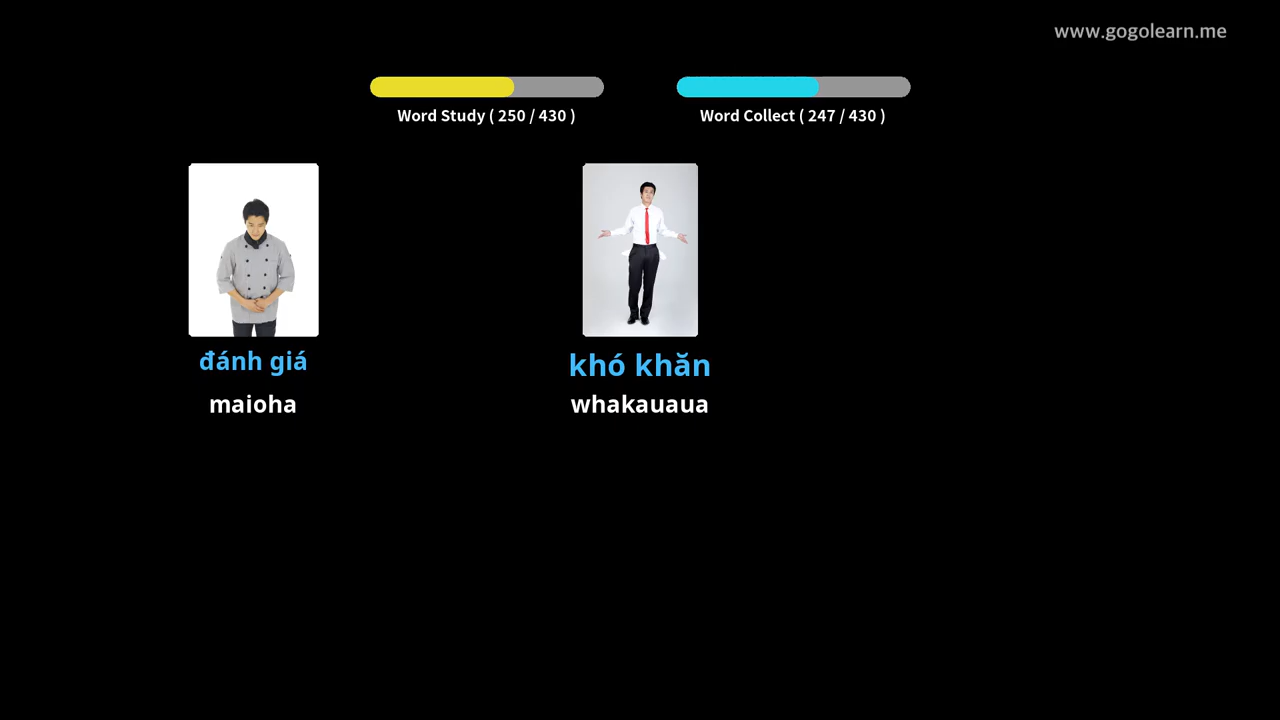 www.gogolearn.me
Word Study ( 250 / 430 )
Word Collect ( 247 / 430 )
đánh giá
maioha
khó khăn
whakauaua